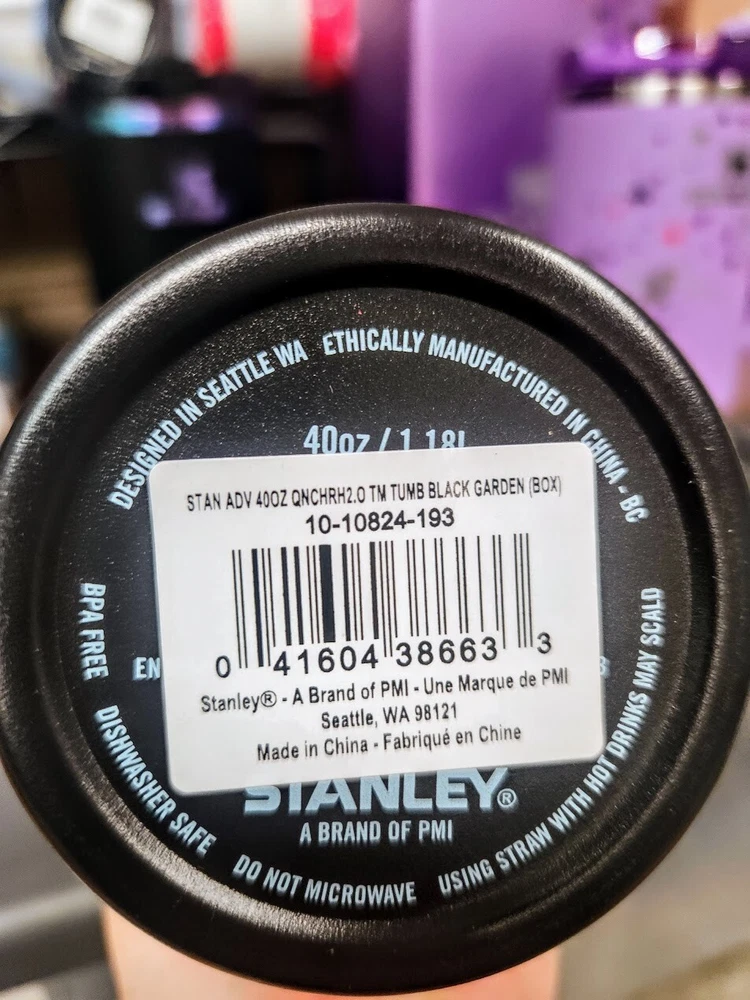 DESIGNED IN SEATTLE WA
ETHICALLY MANUFACTURED IN CHINA - BC
40oz / 1.18L
STAN ADV 40OZ QNCHRH2.O TM TUMB BLACK GARDEN (BOX)
10-10824-193
0 41604 38663 3
Stanley® - A Brand of PMI - Une Marque de PMI
Seattle, WA 98121
Made in China - Fabriqué en Chine
BPA FREE
DISHWASHER SAFE
DO NOT MICROWAVE
USING STRAW WITH HOT DRINKS MAY SCALD
STANLEY®
A BRAND OF PMI